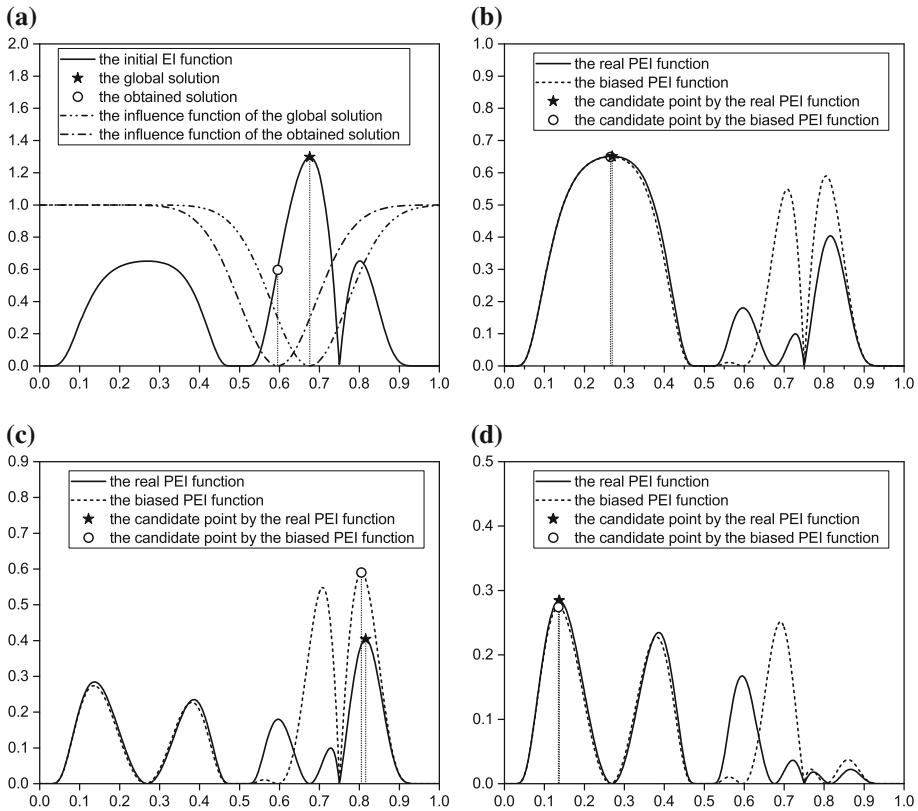 (a)
2.0
1.8
1.6
1.4
1.2
1.0
0.8
0.6
0.4
0.2
0.0
the initial EI function
the global solution
the obtained solution
the influence function of the global solution
the influence function of the obtained solution
0.0 0.1 0.2 0.3 0.4 0.5 0.6 0.7 0.8 0.9 1.0
(b)
1.0
0.9
0.8
0.7
0.6
0.5
0.4
0.3
0.2
0.1
0.0
the real PEI function
the biased PEI function
the candidate point by the real PEI function
the candidate point by the biased PEI function
0.0 0.1 0.2 0.3 0.4 0.5 0.6 0.7 0.8 0.9 1.0
(c)
0.9
0.8
0.7
0.6
0.5
0.4
0.3
0.2
0.1
0.0
the real PEI function
the biased PEI function
the candidate point by the real PEI function
the candidate point by the biased PEI function
0.0 0.1 0.2 0.3 0.4 0.5 0.6 0.7 0.8 0.9 1.0
(d)
0.5
0.4
0.3
0.2
0.1
0.0
the real PEI function
the biased PEI function
the candidate point by the real PEI function
the candidate point by the biased PEI function
0.0 0.1 0.2 0.3 0.4 0.5 0.6 0.7 0.8 0.9 1.0